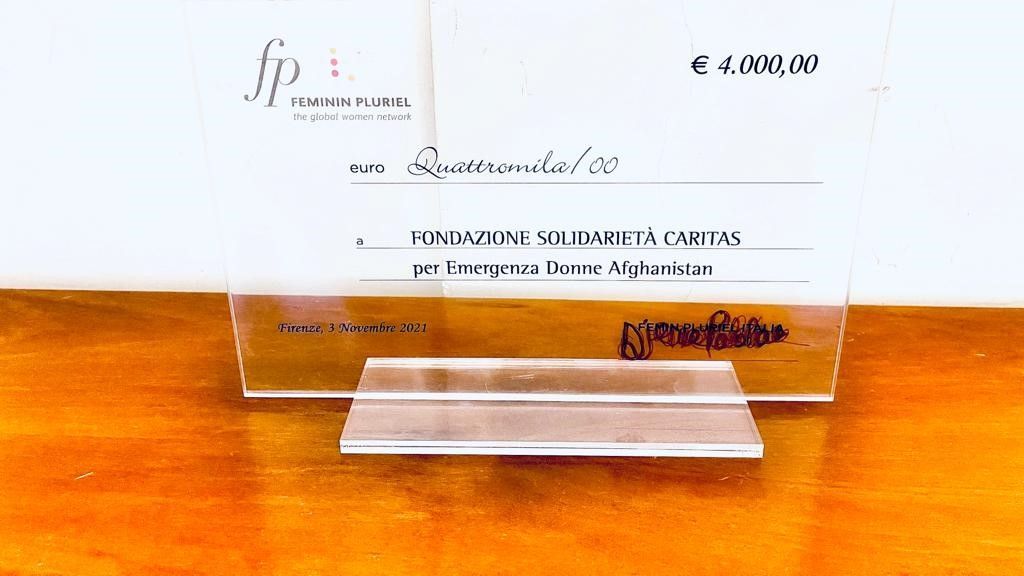 fp
FEMININ PLURIEL
the global women network
€ 4.000,00
euro Quattromila/00
a FONDAZIONE SOLIDARIETÀ CARITAS
per Emergenza Donne Afghanistan
Firenze, 3 Novembre 2021
FEMIN PLURIEL ITALIA